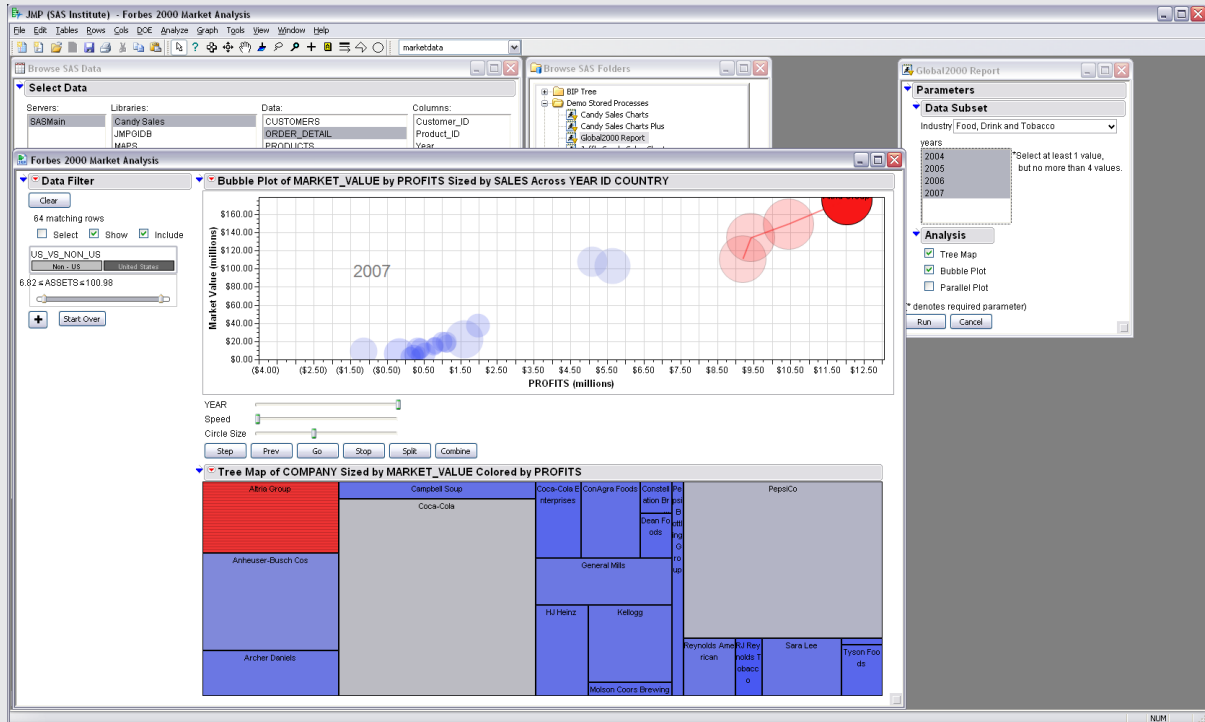 JMP (SAS Institute) - Forbes 2000 Market Analysis
File Edit Tables Rows Cols DOE Analyze Graph Tools View Window Help
marketdata
Browse SAS Data
Select Data
Servers: Libraries: Data: Columns:
SASMain Candy Sales CUSTOMERS Customer_ID
JMPGIDB ORDER_DETAIL Product_ID
MAPS PRODUCTS Year
Browse SAS Folders
BIP Tree
Demo Stored Processes
Candy Sales Charts
Candy Sales Charts Plus
Global2000 Report
Global2000 Report
Parameters
Data Subset
Industry Food, Drink and Tobacco
years
2004
2005
2006
2007
*Select at least 1 value,
but no more than 4 values.
Analysis
Tree Map
Bubble Plot
Parallel Plot
(* denotes required parameter)
Run Cancel
Forbes 2000 Market Analysis
Data Filter
Clear
64 matching rows
Select Show Include
US_VS_NON_US
Non - US United States
6.82≤ASSETS≤100.98
Start Over
Bubble Plot of MARKET_VALUE by PROFITS Sized by SALES Across YEAR ID COUNTRY
Market Value (millions)
$160.00
$140.00
$120.00
$100.00
$80.00
$60.00
$40.00
$20.00
$0.00
2007
($4.00) ($2.50) ($1.50) ($0.50) $0.50 $1.50 $2.50 $3.50 $4.50 $5.50 $6.50 $7.50 $8.50 $9.50 $10.50 $11.50 $12.50
PROFITS (millions)
YEAR
Speed
Circle Size
Step Prev Go Stop Split Combine
Tree Map of COMPANY Sized by MARKET_VALUE Colored by PROFITS
Altria Group
Anheuser-Busch Cos
Archer Daniels
Campbell Soup
Coca-Cola
Coca-Cola E
nterprises
ConAgra Foods
Constell
ation Br
Dean Fo
ods
General Mills
HJ Heinz
Kellogg
Molson Coors Brewing
Pe
psi
B
ottl
ing
G
ro
up
PepsiCo
Reynolds Ame
rican
RJ Rey
nolds T
obacc
o
Sara Lee
Tyson Foo
ds
NUM